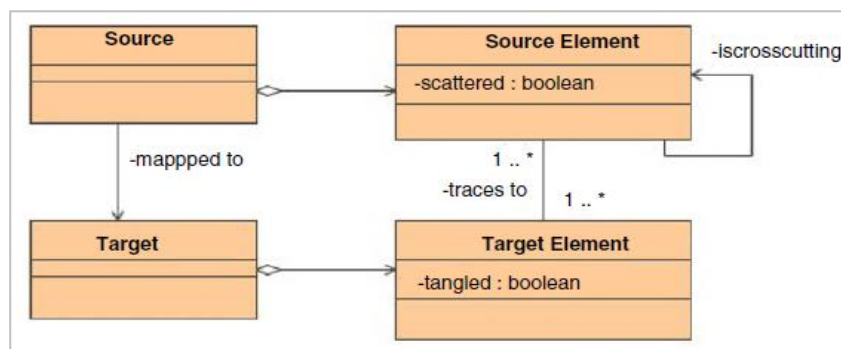 Source
Source Element
-iscrosscutting
-scattered : boolean
-mappped to
1 .. *
-traces to
1 .. *
Target
Target Element
-tangled : boolean